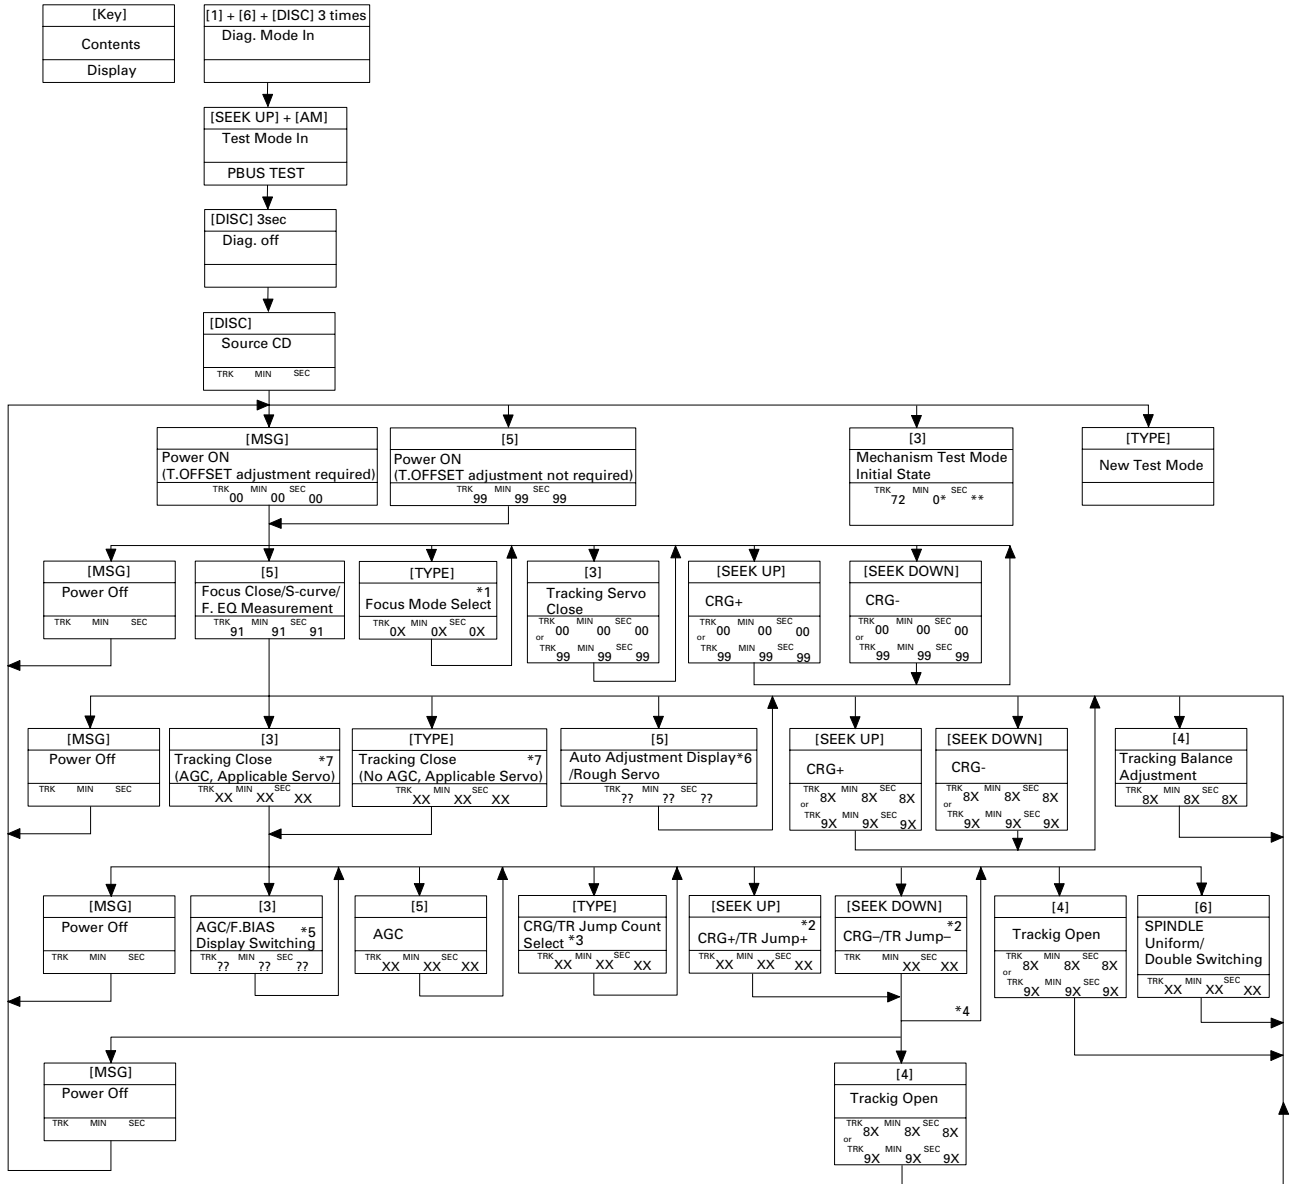 [Key]
Contents
Display
[1] + [6] + [DISC] 3 times
Diag. Mode In
[SEEK UP] + [AM]
Test Mode In
PBUS TEST
[DISC] 3sec
Diag. off
[DISC]
Source CD
TRK MIN SEC
[MSG]
Power ON
(T.OFFSET adjustment required)
TRK MIN SEC
00 00 00
[5]
Power ON
(T.OFFSET adjustment not required)
TRK MIN SEC
99 99 99
[3]
Mechanism Test Mode
Initial State
TRK MIN SEC
72 0* **
[TYPE]
New Test Mode
[MSG]
Power Off
TRK MIN SEC
[5]
Focus Close/S-curve/
F. EQ Measurement
TRK MIN SEC
91 91 91
[TYPE]
*1
Focus Mode Select
TRK MIN SEC
0X 0X 0X
[3]
Tracking Servo
Close
TRK MIN SEC
00 00 00
or
TRK MIN SEC
99 99 99
[SEEK UP]
CRG+
TRK MIN SEC
00 00 00
or
TRK MIN SEC
99 99 99
[SEEK DOWN]
CRG-
TRK MIN SEC
00 00 00
or
TRK MIN SEC
99 99 99
[MSG]
Power Off
TRK MIN SEC
[3]
Tracking Close *7
(AGC, Applicable Servo)
TRK MIN SEC
XX XX XX
[TYPE]
Tracking Close *7
(No AGC, Applicable Servo)
TRK MIN SEC
XX XX XX
[5]
Auto Adjustment Display*6
/Rough Servo
TRK MIN SEC
?? ?? ??
[SEEK UP]
CRG+
TRK MIN SEC
8X 8X 8X
or
TRK MIN SEC
9X 9X 9X
[SEEK DOWN]
CRG-
TRK MIN SEC
8X 8X 8X
or
TRK MIN SEC
9X 9X 9X
[4]
Tracking Balance
Adjustment
TRK MIN SEC
8X 8X 8X
[MSG]
Power Off
TRK MIN SEC
[3]
AGC/F.BIAS *5
Display Switching
TRK MIN SEC
?? ?? ??
[5]
AGC
TRK MIN SEC
XX XX XX
[TYPE]
CRG/TR Jump Count
Select *3
TRK MIN SEC
XX XX XX
[SEEK UP]
*2
CRG+/TR Jump+
TRK MIN SEC
XX XX XX
[SEEK DOWN]
*2
CRG–/TR Jump–
TRK MIN SEC
XX XX
[4]
Trackig Open
TRK MIN SEC
8X 8X 8X
or
TRK MIN SEC
9X 9X 9X
[6]
SPINDLE
Uniform/
Double Switching
TRK MIN SEC
XX XX XX
*4
[MSG]
Power Off
TRK MIN SEC
[4]
Trackig Open
TRK MIN SEC
8X 8X 8X
or
TRK MIN SEC
9X 9X 9X